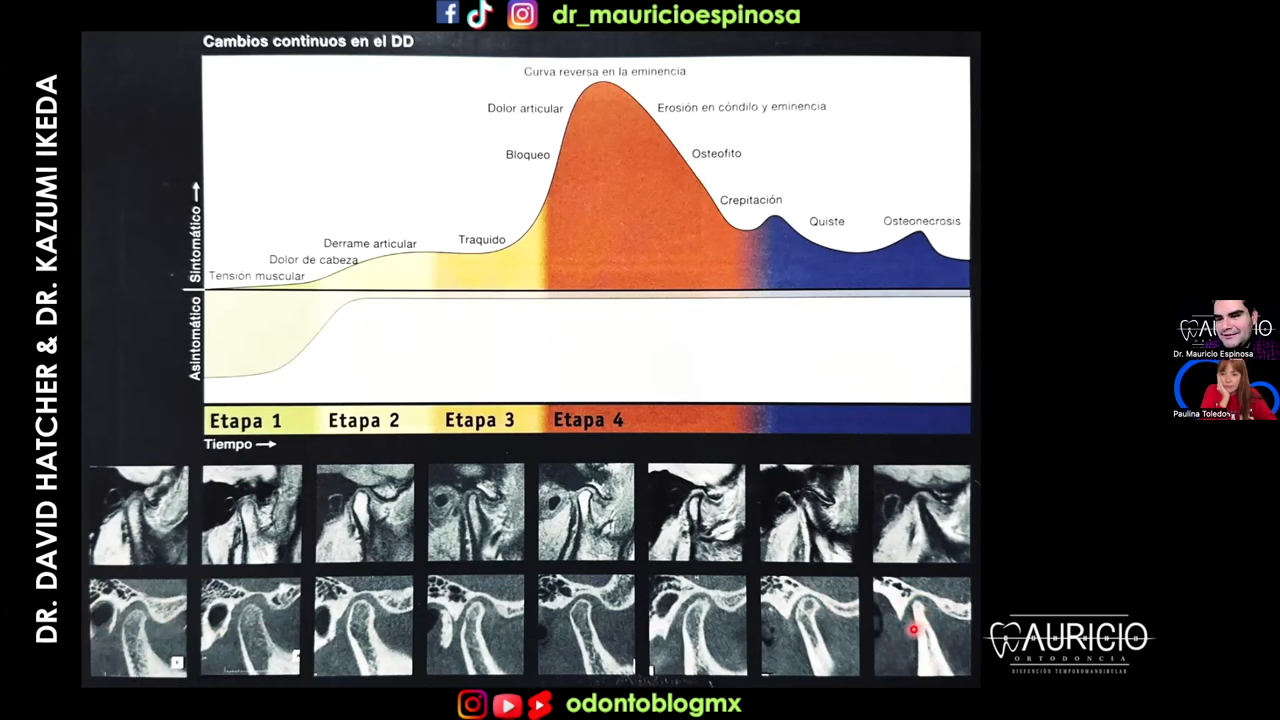 dr_mauricioespinosa
DR. DAVID HATCHER & DR. KAZUMI IKEDA
Cambios continuos en el DD
Curva reversa en la eminencia
Dolor articular
Erosión en cóndilo y eminencia
Bloqueo
Osteofito
Crepitación
Quiste
Osteonecrosis
Traquido
Derrame articular
Dolor de cabeza
Tensión muscular
Sintomático
Asintomático
Etapa 1
Etapa 2
Etapa 3
Etapa 4
Tiempo
Dr. Mauricio Espinosa
Paulina Toledo
MAURICIO
ORTODONCIA
DISFUNCIÓN TEMPOROMANDIBULAR
odontoblogmx